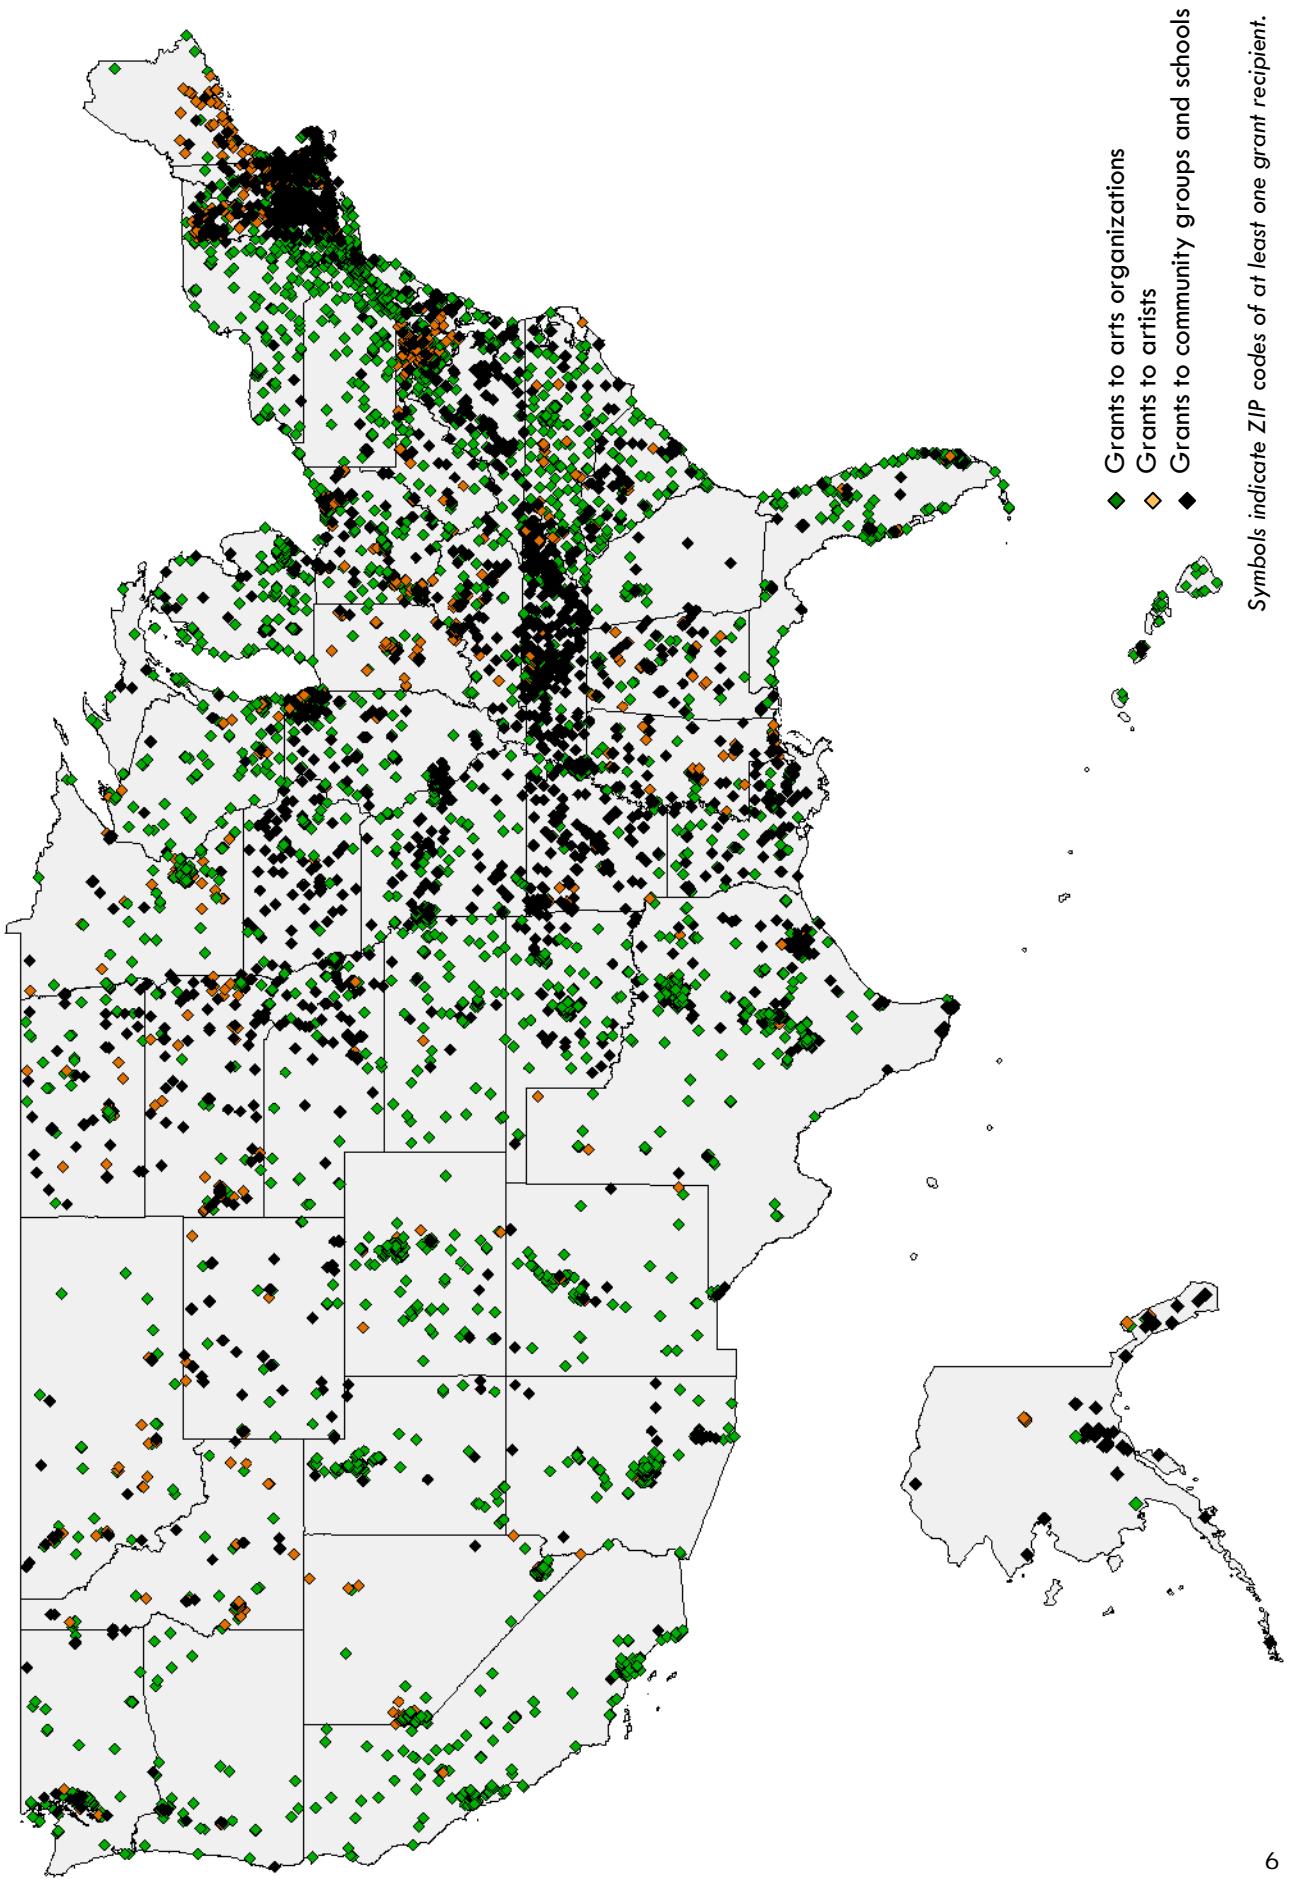 Grants to arts organizations
Grants to artists
Grants to community groups and schools
Symbols indicate ZIP codes of at least one grant recipient.
6